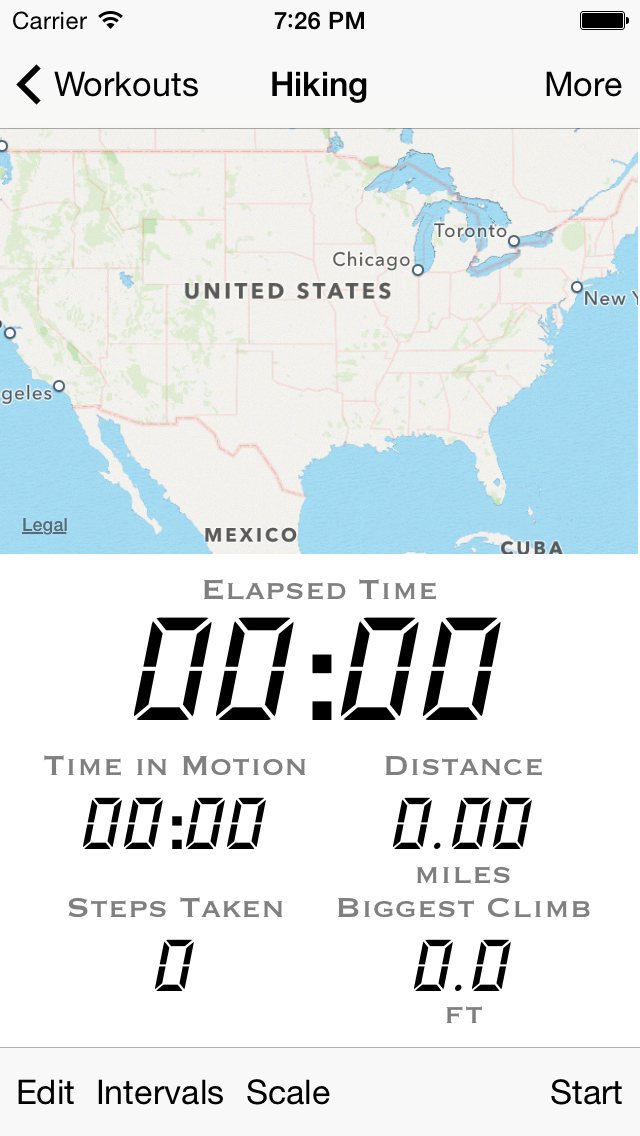 Carrier 7:26 PM
Workouts Hiking More
Toronto
Chicago
UNITED STATES
New Y
geles
Legal
MEXICO
CUBA
ELAPSED TIME
00:00
TIME IN MOTION DISTANCE
00:00 0.00
MILES
STEPS TAKEN BIGGEST CLIMB
0 0.0
FT
Edit Intervals Scale Start